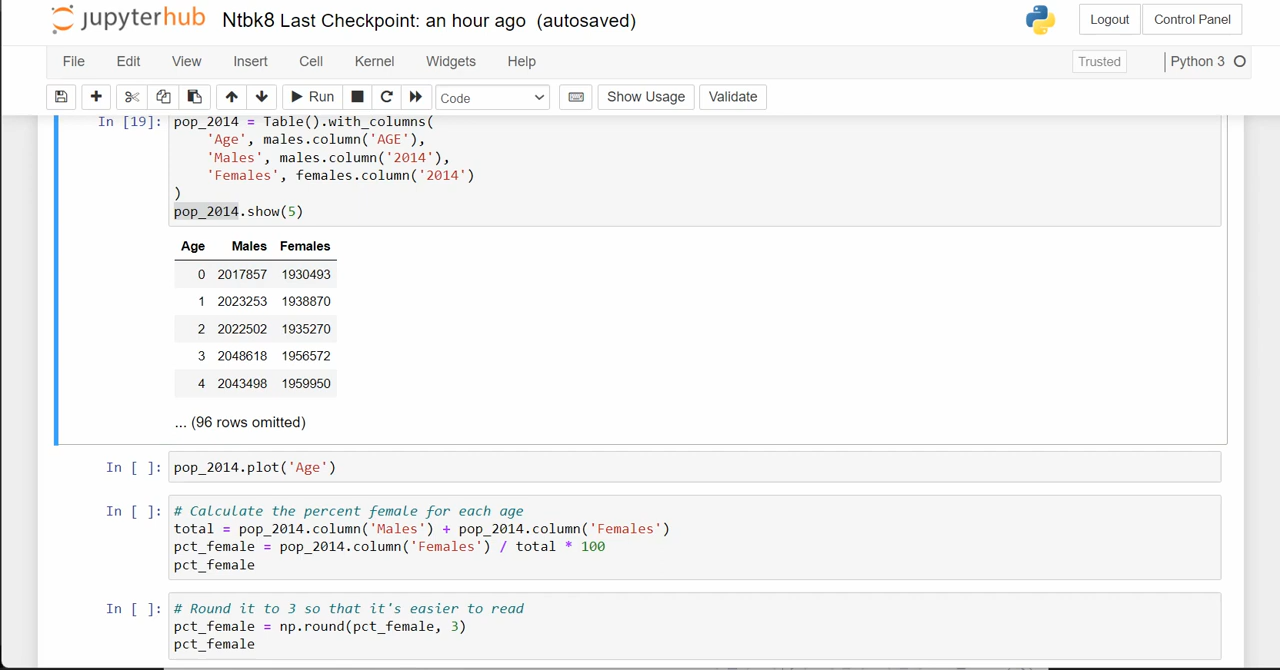 jupyterhub Ntbk8 Last Checkpoint: an hour ago (autosaved) Logout Control Panel
File Edit View Insert Cell Kernel Widgets Help Trusted Python 3
Run Code Show Usage Validate
In [19]: pop_2014 = Table().with_columns(
'Age', males.column('AGE'),
'Males', males.column('2014'),
'Females', females.column('2014')
)
pop_2014.show(5)
Age Males Females
0 2017857 1930493
1 2023253 1938870
2 2022502 1935270
3 2048618 1956572
4 2043498 1959950
... (96 rows omitted)
In [ ]: pop_2014.plot('Age')
In [ ]: # Calculate the percent female for each age
total = pop_2014.column('Males') + pop_2014.column('Females')
pct_female = pop_2014.column('Females') / total * 100
pct_female
In [ ]: # Round it to 3 so that it's easier to read
pct_female = np.round(pct_female, 3)
pct_female